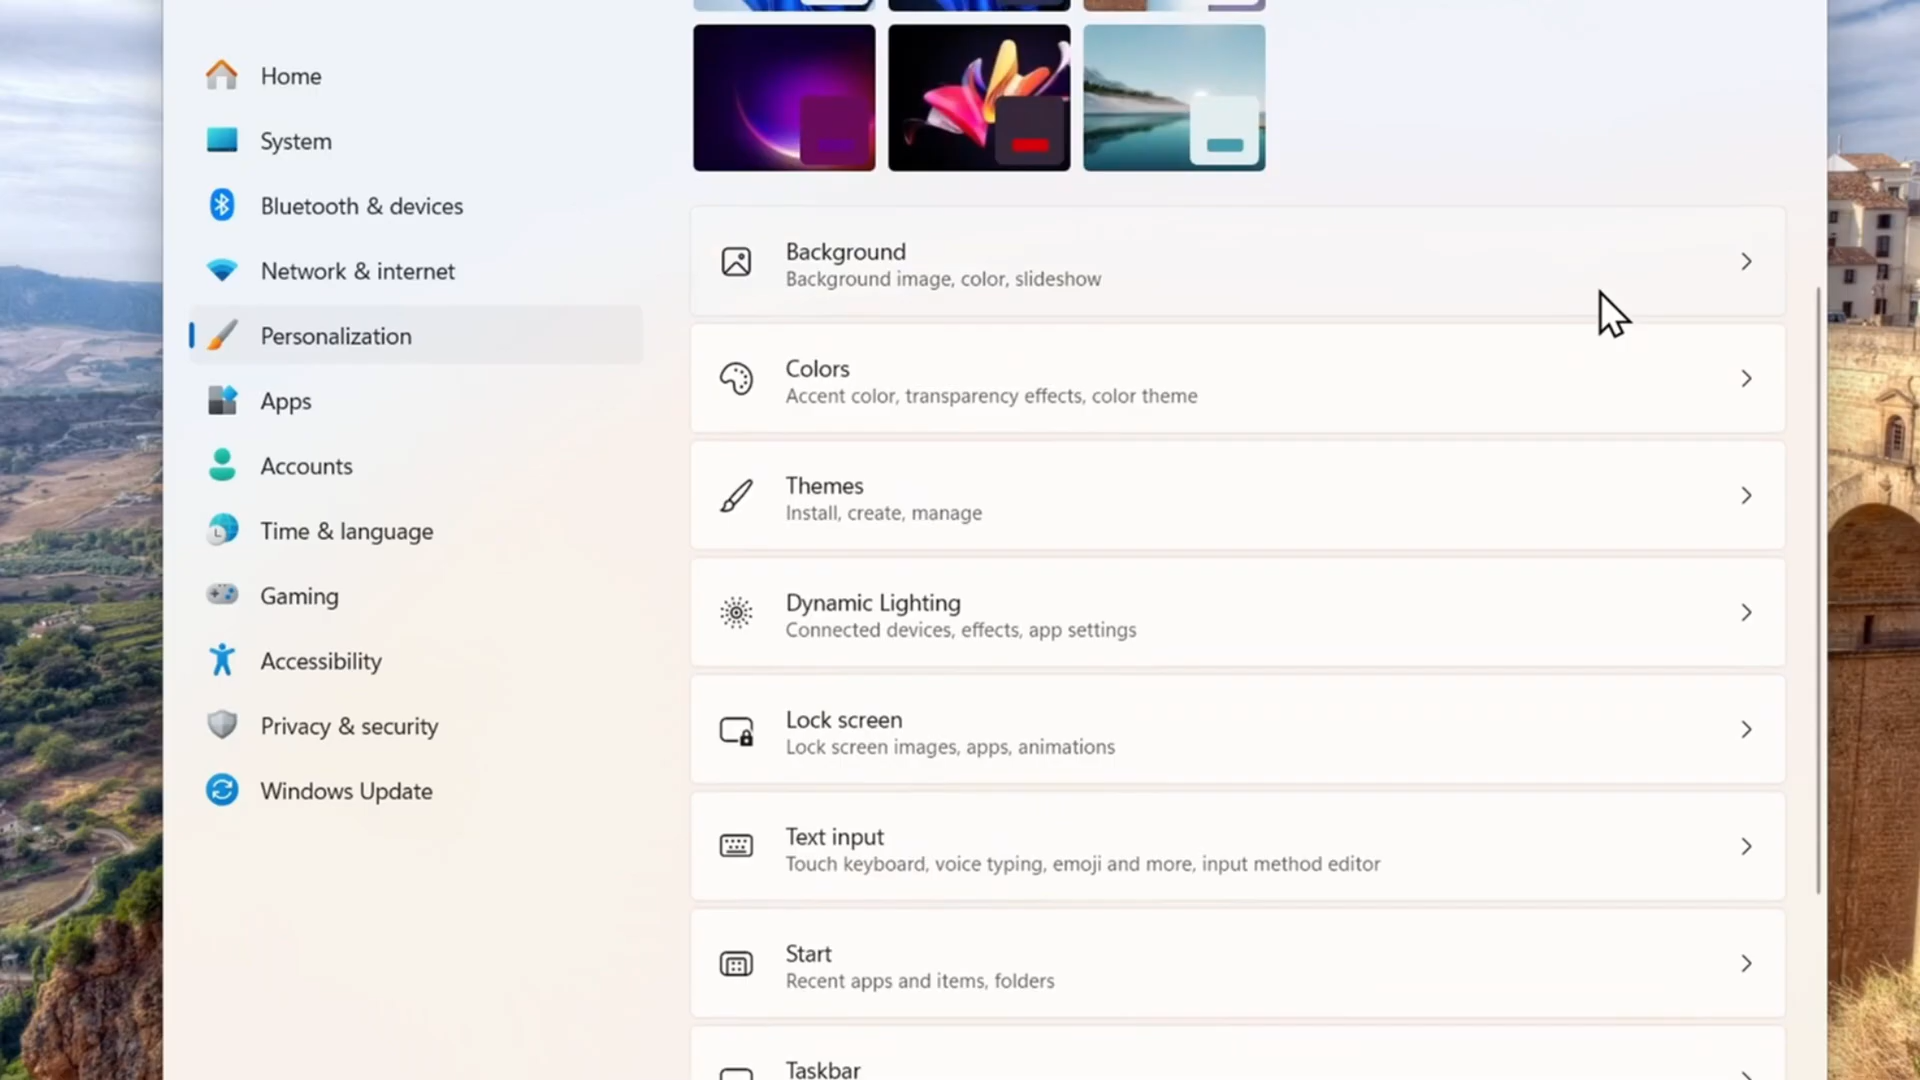 Home
System
Bluetooth & devices
Network & internet
Personalization
Apps
Accounts
Time & language
Gaming
Accessibility
Privacy & security
Windows Update
Background
Background image, color, slideshow
Colors
Accent color, transparency effects, color theme
Themes
Install, create, manage
Dynamic Lighting
Connected devices, effects, app settings
Lock screen
Lock screen images, apps, animations
Text input
Touch keyboard, voice typing, emoji and more, input method editor
Start
Recent apps and items, folders
Taskbar